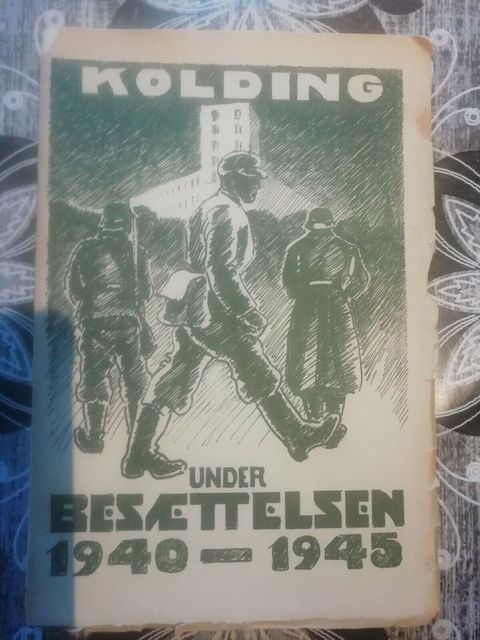 KOLDING
UNDER
BESÆTTELSEN
1940 — 1945